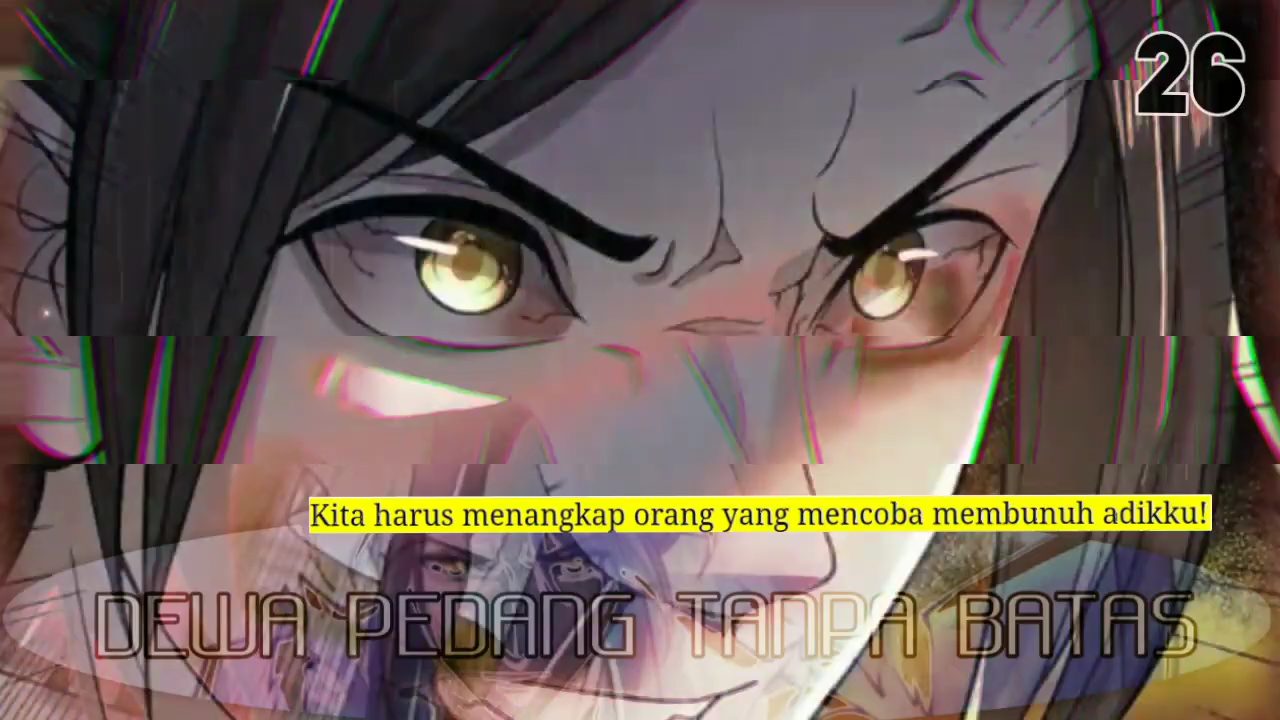 26
Kita harus menangkap orang yang mencoba membunuh adikku!
DEWA PEDANG TANPA BATAS